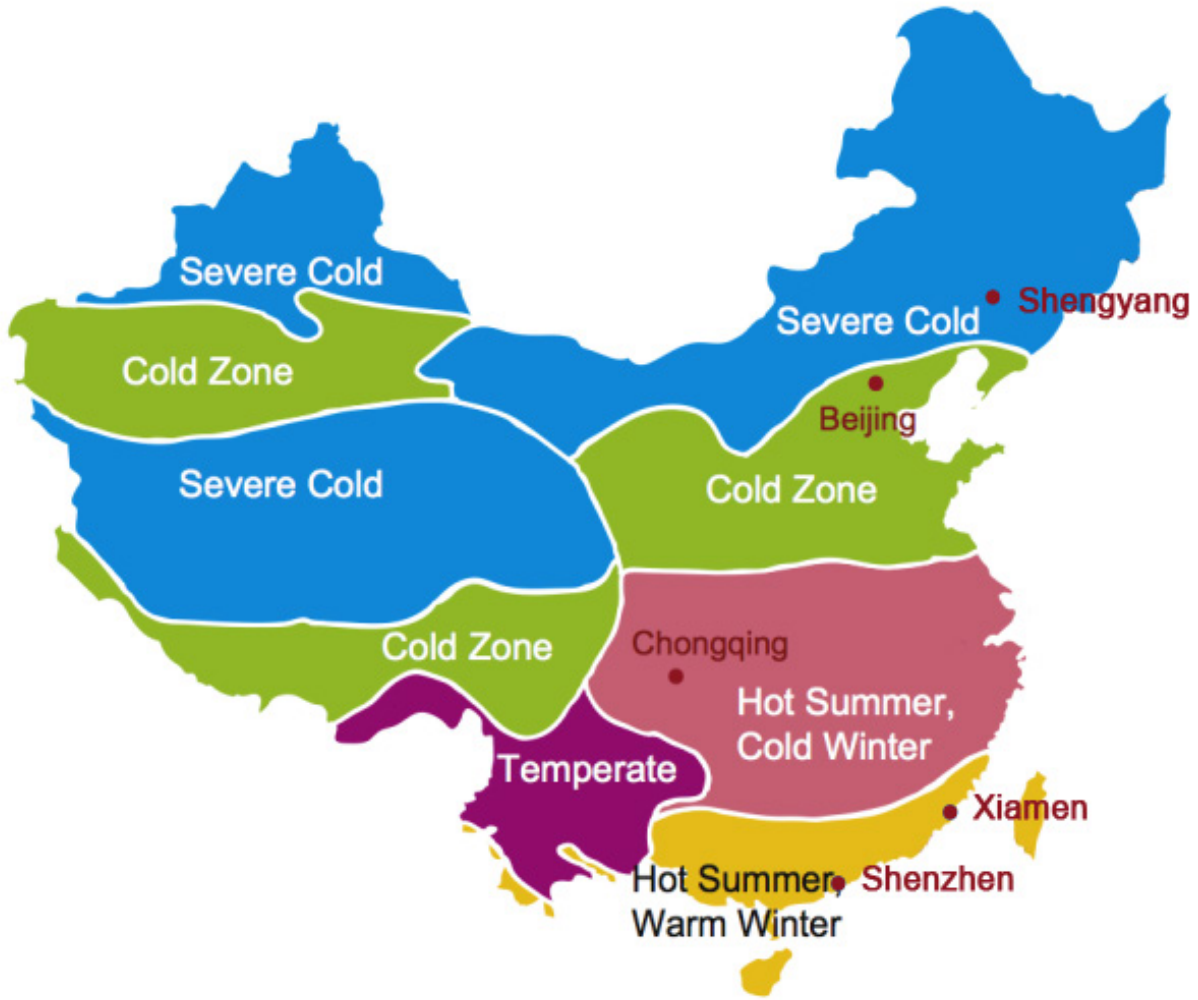 Severe Cold
Shengyang
Severe Cold
Cold Zone
Beijing
Severe Cold
Cold Zone
Cold Zone
Chongqing
Hot Summer,
Cold Winter
Temperate
Xiamen
Hot Summer,
Warm Winter
Shenzhen